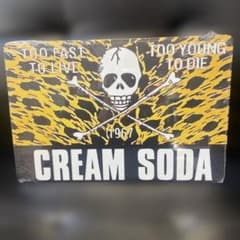 TOO FAST
TO LIVE
TOO YOUNG
TO DIE
1967
CREAM SODA